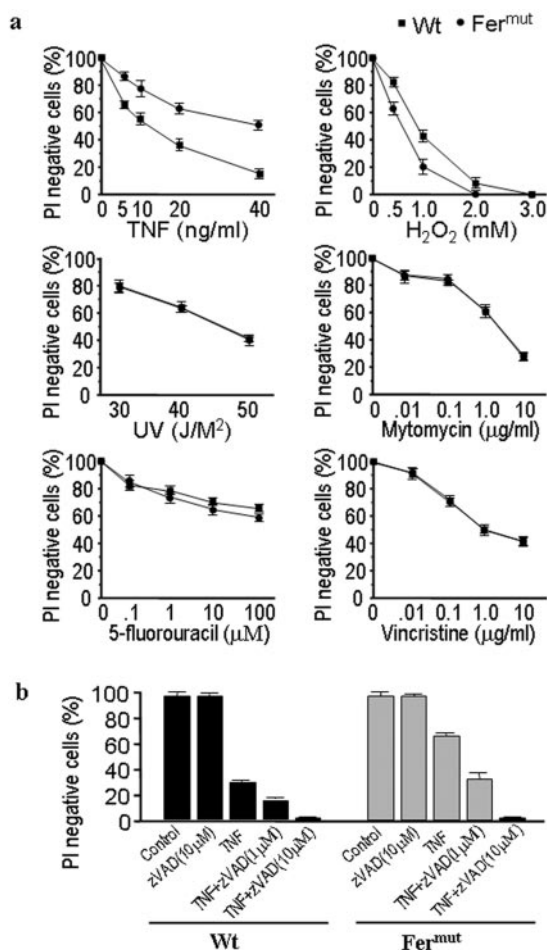 a
Wt Fer^mut
PI negative cells (%)
100
80
60
40
20
0
0 5 10 20 40
TNF (ng/ml)
PI negative cells (%)
100
80
60
40
20
0
0 .5 1.0 2.0 3.0
H₂O₂ (mM)
PI negative cells (%)
100
80
60
40
20
0
30 40 50
UV (J/M²)
PI negative cells (%)
100
80
60
40
20
0
0 .01 0.1 1.0 10
Mytomycin (µg/ml)
PI negative cells (%)
100
80
60
40
20
0
0 .1 1 10 100
5-fluorouracil (µM)
PI negative cells (%)
100
80
60
40
20
0
0 .01 0.1 1.0 10
Vincristine (µg/ml)
b
PI negative cells (%)
100
80
60
40
20
0
Control
zVAD(10µM)
TNF
TNF+zVAD(1µM)
TNF+zVAD(10µM)
Control
zVAD(10µM)
TNF
TNF+zVAD(1µM)
TNF+zVAD(10µM)
Wt
Fer^mut